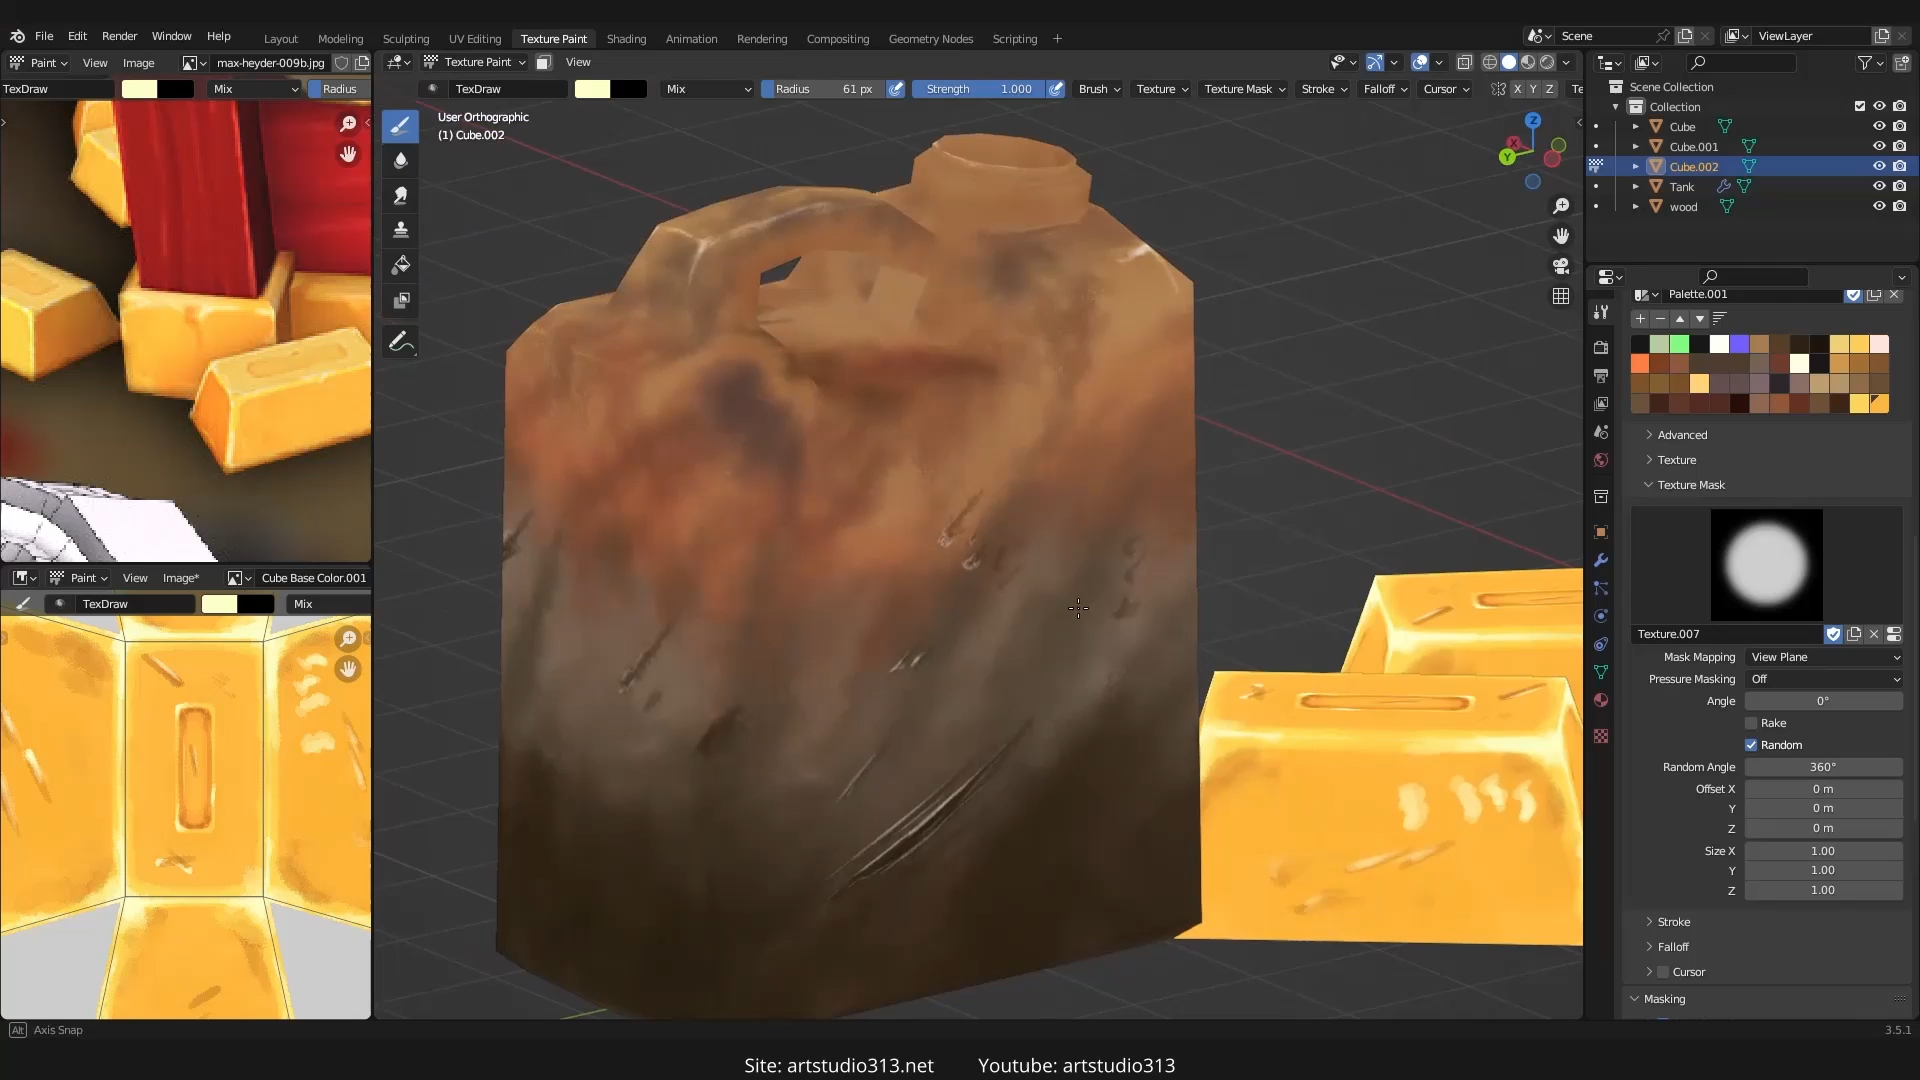 File Edit Render Window Help
Layout Modeling Sculpting UV Editing Texture Paint Shading Animation Rendering Compositing Geometry Nodes Scripting +
Scene
ViewLayer
Paint View Image max-heyder-009b.jpg
TexDraw Mix Radius
Texture Paint View
TexDraw Mix Radius 61 px Strength 1.000 Brush Texture Texture Mask Stroke Falloff Cursor X Y Z Te
User Orthographic
(1) Cube.002
Z
X
Y
Scene Collection
Collection
Cube
Cube.001
Cube.002
Tank
wood
Palette.001
Advanced
Texture
Texture Mask
Texture.007
Mask Mapping View Plane
Pressure Masking Off
Angle 0°
Rake
Random
Random Angle 360°
Offset X 0 m
Y 0 m
Z 0 m
Size X 1.00
Y 1.00
Z 1.00
Stroke
Falloff
Cursor
Masking
Paint View Image* Cube Base Color.001
TexDraw Mix
Alt Axis Snap
3.5.1
Site: artstudio313.net Youtube: artstudio313